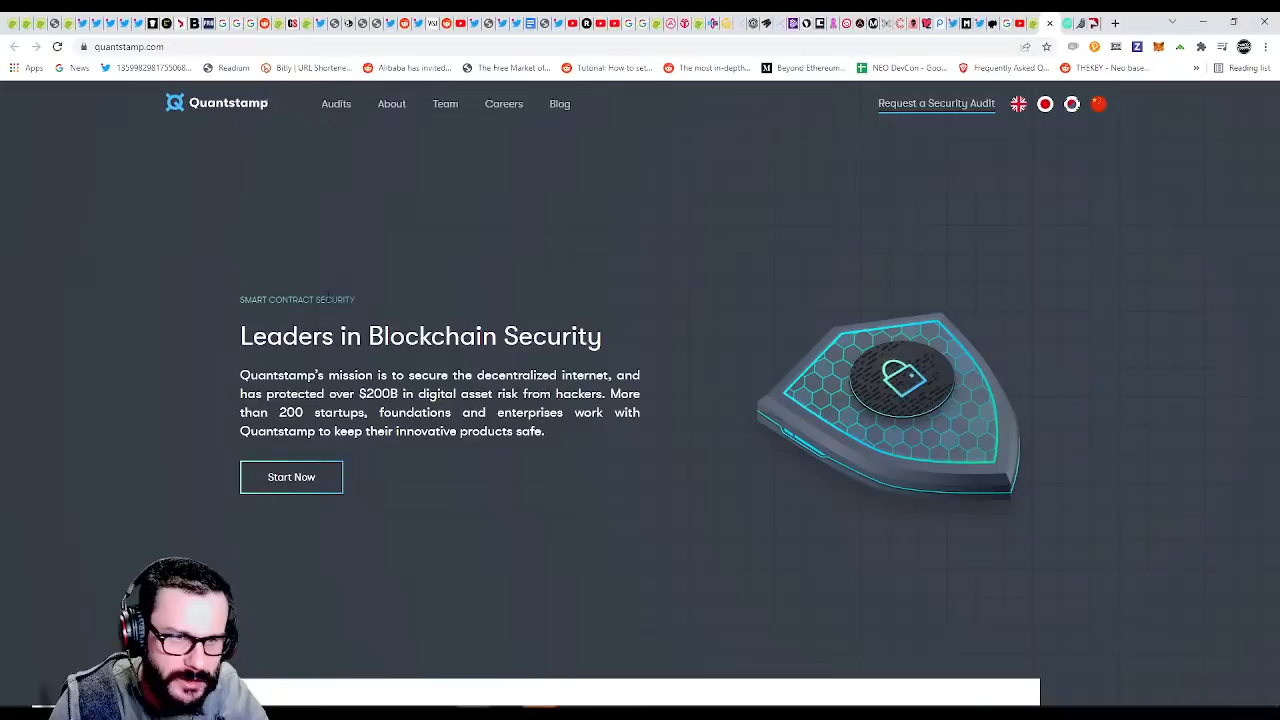 quantstamp.com
Apps
News
1359982981755068...
Readium
Bitly | URL Shortene...
Alibaba has invited...
The Free Market of...
Tutorial: How to set...
The most in-depth...
Beyond Ethereum...
NEO DevCon - Goo...
Frequently Asked Q...
THEKEY - Neo base...
»
Reading list
Quantstamp
Audits
About
Team
Careers
Blog
Request a Security Audit
SMART CONTRACT SECURITY
Leaders in Blockchain Security
Quantstamp's mission is to secure the decentralized internet, and
has protected over $200B in digital asset risk from hackers. More
than 200 startups, foundations and enterprises work with
Quantstamp to keep their innovative products safe.
Start Now